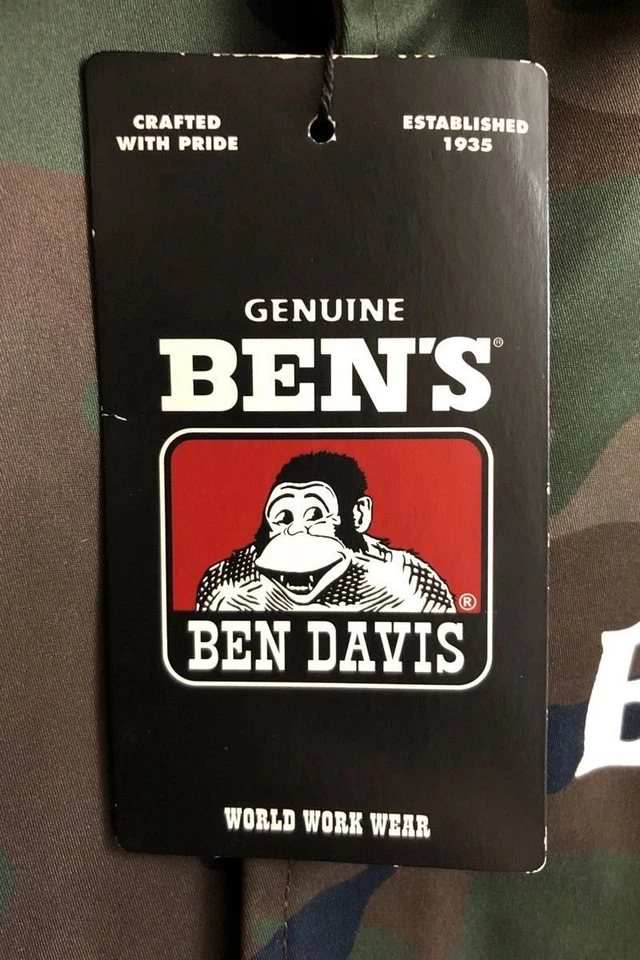 CRAFTED
WITH PRIDE
ESTABLISHED
1935
GENUINE
BEN'S®
®
BEN DAVIS
WORLD WORK WEAR